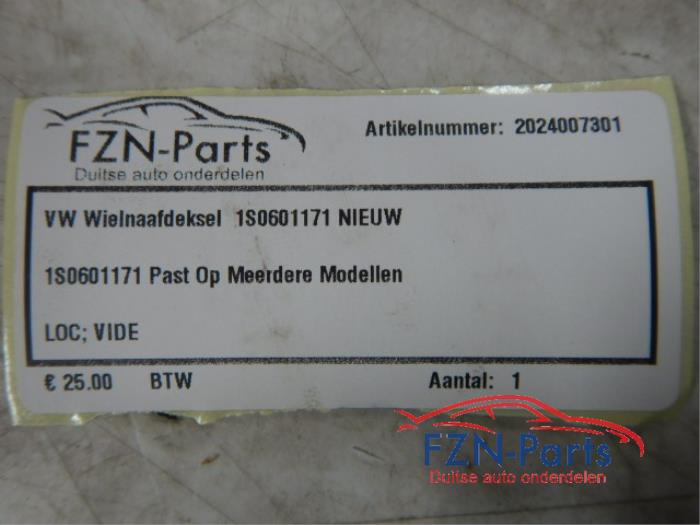 FZN-Parts
Duitse auto onderdelen
Artikelnummer: 2024007301
VW Wielnaafdeksel 1S0601171 NIEUW
1S0601171 Past Op Meerdere Modellen
LOC; VIDE
€ 25.00 BTW Aantal: 1
FZN-Parts
Duitse auto onderdelen